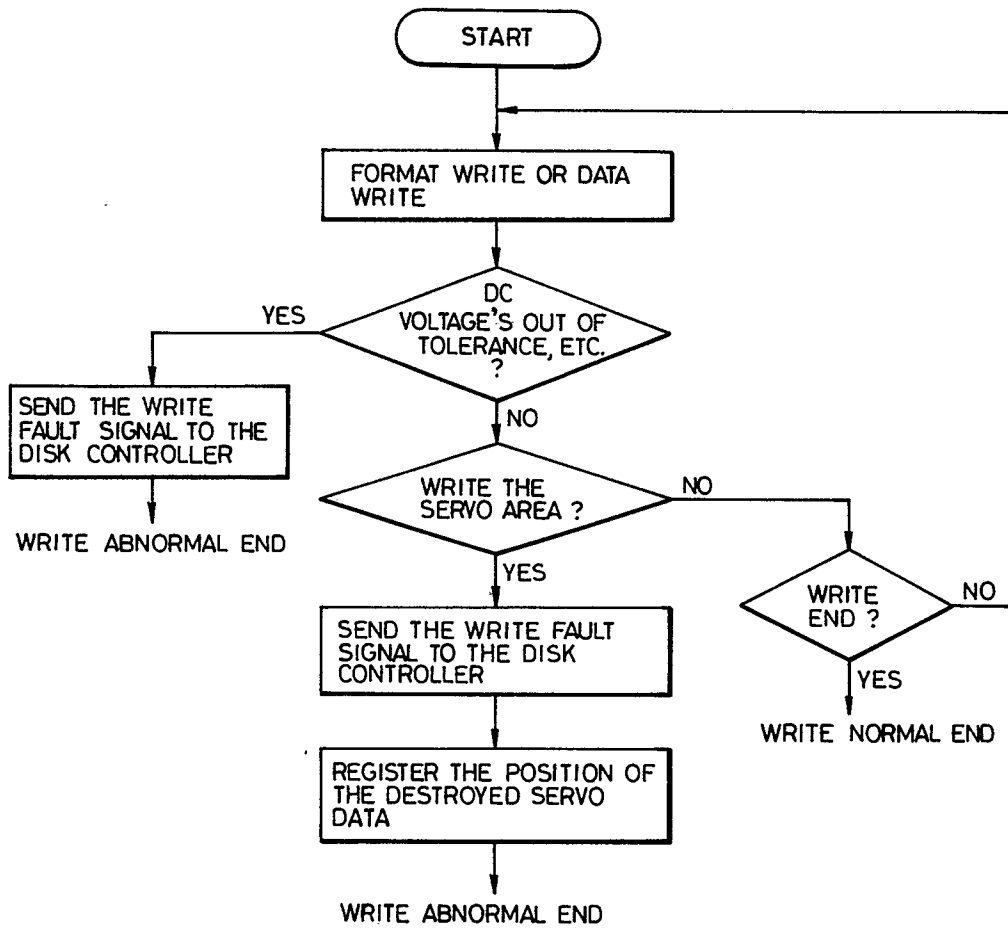 START
FORMAT WRITE OR DATA
WRITE
DC
VOLTAGE'S OUT OF
TOLERANCE, ETC.
?
YES
NO
SEND THE WRITE
FAULT SIGNAL TO THE
DISK CONTROLLER
WRITE ABNORMAL END
WRITE THE
SERVO AREA ?
NO
YES
WRITE
END ?
NO
YES
WRITE NORMAL END
SEND THE WRITE FAULT
SIGNAL TO THE DISK
CONTROLLER
REGISTER THE POSITION OF
THE DESTROYED SERVO
DATA
WRITE ABNORMAL END